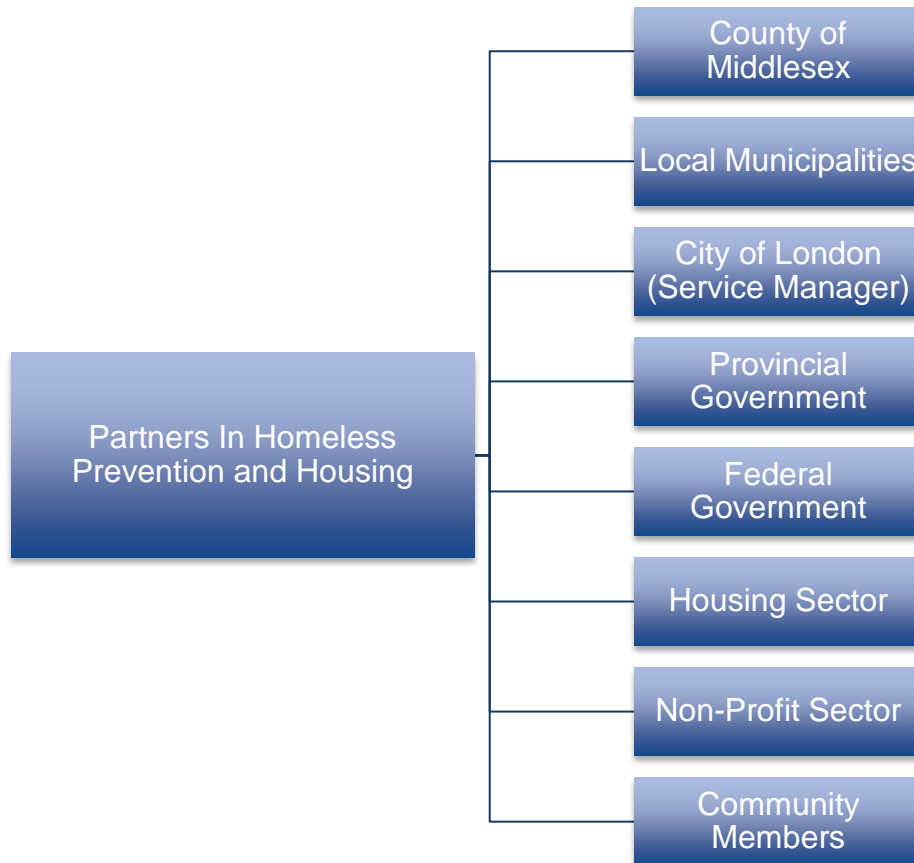 County of
Middlesex
Local Municipalities
City of London
(Service Manager)
Provincial
Government
Partners In Homeless
Prevention and Housing
Federal
Government
Housing Sector
Non-Profit Sector
Community
Members